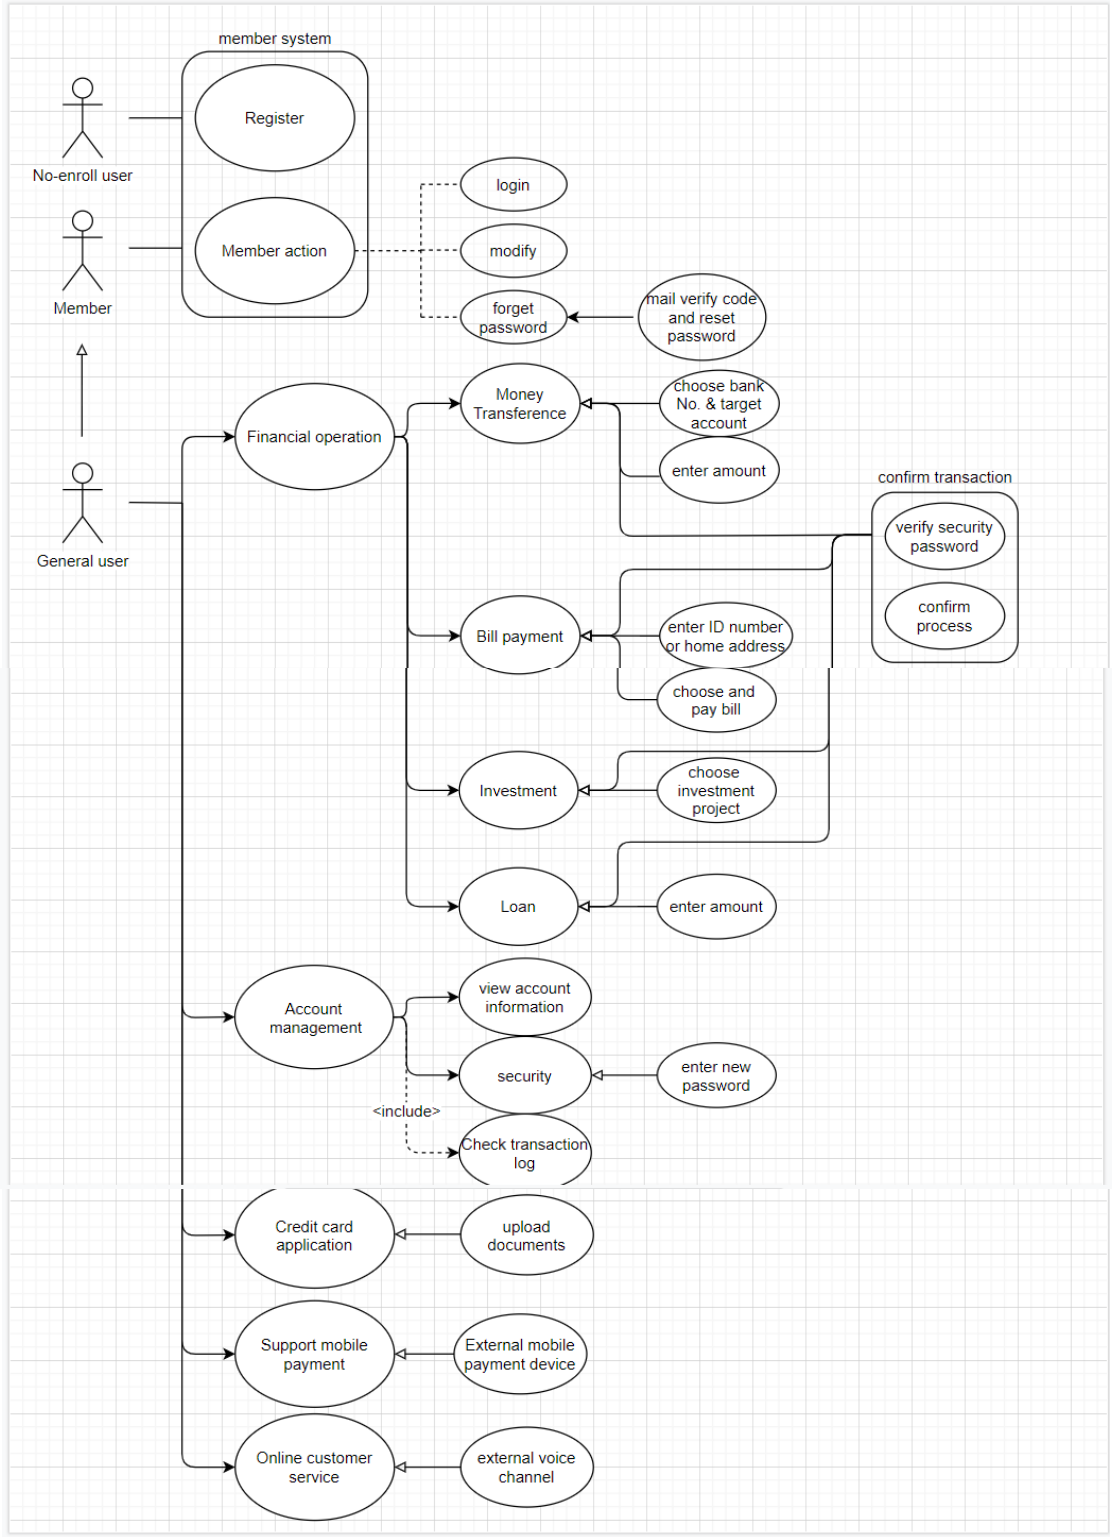 member system
Register
No-enroll user
login
Member action
modify
Member
forget
password
mail verify code
and reset
password
Money
Transference
choose bank
No. & target
account
Financial operation
enter amount
confirm transaction
verify security
password
General user
confirm
process
Bill payment
enter ID number
or home address
choose and
pay bill
Investment
choose
investment
project
Loan
enter amount
view account
information
Account
management
security
enter new
password
<include>
Check transaction
log
Credit card
application
upload
documents
Support mobile
payment
External mobile
payment device
Online customer
service
external voice
channel